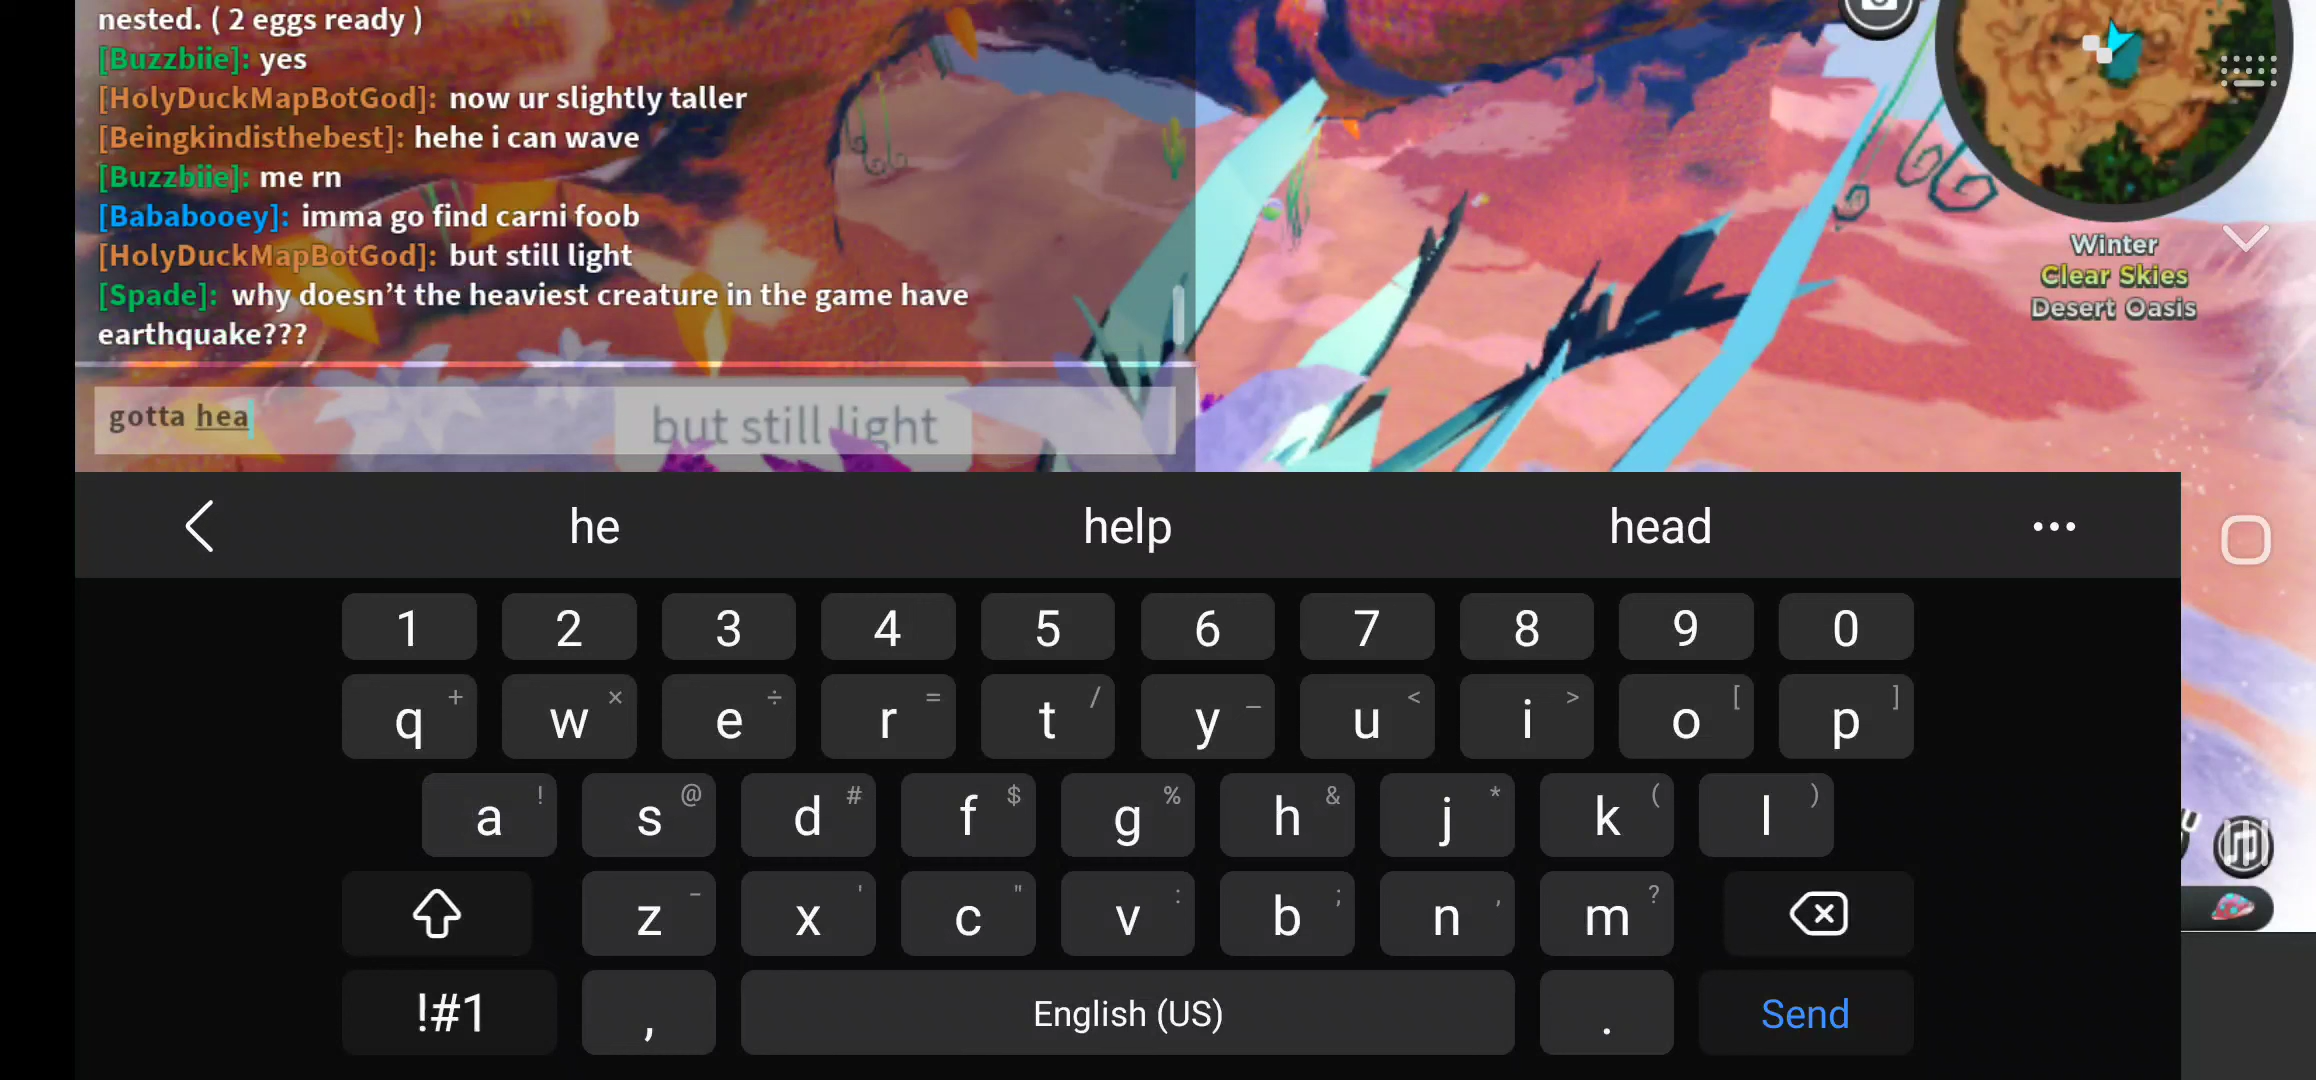 nested. ( 2 eggs ready )
[Buzzbiie]: yes
[HolyDuckMapBotGod]: now ur slightly taller
[Beingkindisthebest]: hehe i can wave
[Buzzbiie]: me rn
[Bababooey]: imma go find carni foob
[HolyDuckMapBotGod]: but still light
[Spade]: why doesn't the heaviest creature in the game have
earthquake???
gotta hea
but still light
Winter
Clear Skies
Desert Oasis
he help head ...
1 2 3 4 5 6 7 8 9 0
q + w × e ÷ r = t / y _ u < i > o [ p ]
a ! s @ d # f $ g % h & j * k ( l )
z - x ' c " v : b ; n , m ?
!#1 , English (US) . Send